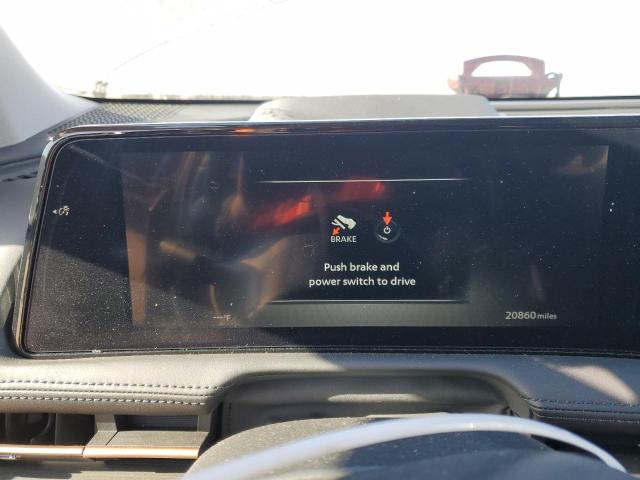 BRAKE
Push brake and
power switch to drive
---°F
20860 miles